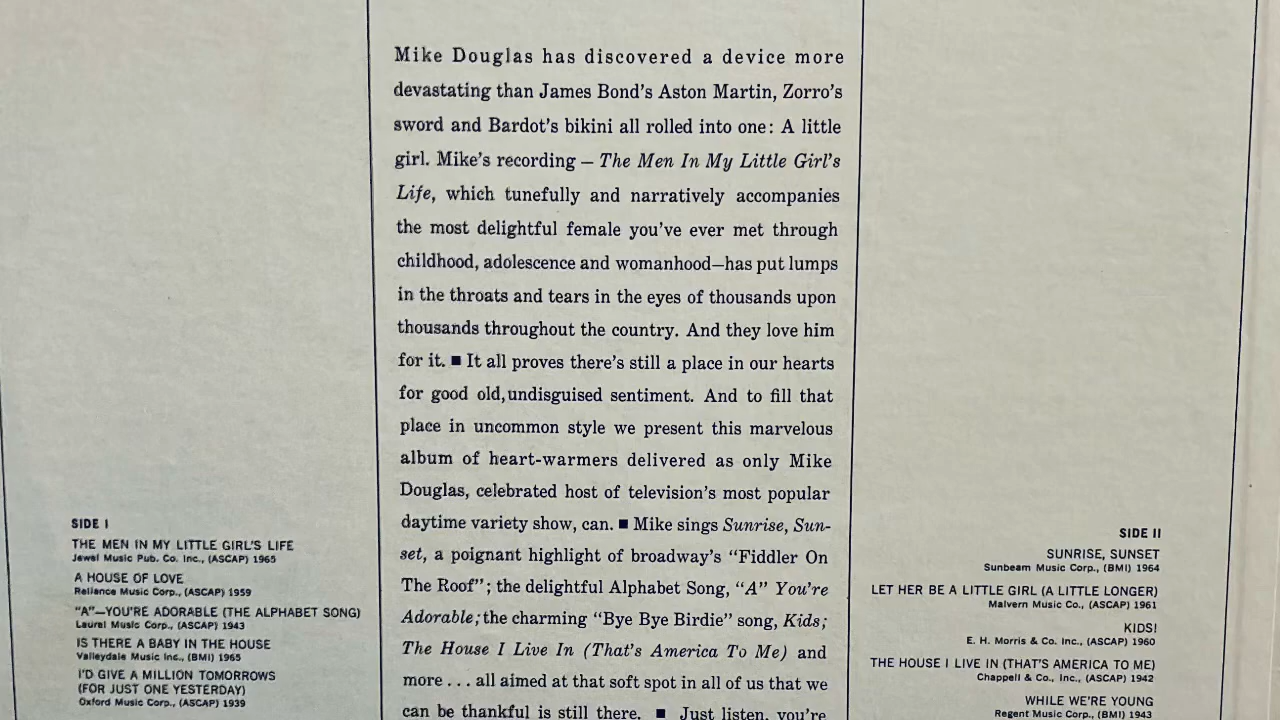 Mike Douglas has discovered a device more
devastating than James Bond's Aston Martin, Zorro's
sword and Bardot's bikini all rolled into one: A little
girl. Mike's recording – The Men In My Little Girl's
Life, which tunefully and narratively accompanies
the most delightful female you've ever met through
childhood, adolescence and womanhood—has put lumps
in the throats and tears in the eyes of thousands upon
thousands throughout the country. And they love him
for it. ■ It all proves there's still a place in our hearts
for good old, undisguised sentiment. And to fill that
place in uncommon style we present this marvelous
album of heart-warmers delivered as only Mike
Douglas, celebrated host of television's most popular
daytime variety show, can. ■ Mike sings Sunrise, Sun-
set, a poignant highlight of broadway's "Fiddler On
The Roof"; the delightful Alphabet Song, "A" You're
Adorable; the charming "Bye Bye Birdie" song, Kids;
The House I Live In (That's America To Me) and
more . . . all aimed at that soft spot in all of us that we
can be thankful is still there. ■ Just listen, you're
SIDE I
THE MEN IN MY LITTLE GIRL'S LIFE
Jewel Music Pub. Co. Inc., (ASCAP) 1965
A HOUSE OF LOVE
Reliance Music Corp., (ASCAP) 1959
"A"—YOU'RE ADORABLE (THE ALPHABET SONG)
Laurel Music Corp., (ASCAP) 1943
IS THERE A BABY IN THE HOUSE
Valleydale Music Inc., (BMI) 1965
I'D GIVE A MILLION TOMORROWS
(FOR JUST ONE YESTERDAY)
Oxford Music Corp., (ASCAP) 1939
SIDE II
SUNRISE, SUNSET
Sunbeam Music Corp., (BMI) 1964
LET HER BE A LITTLE GIRL (A LITTLE LONGER)
Malvern Music Co., (ASCAP) 1961
KIDS!
E. H. Morris & Co. Inc., (ASCAP) 1960
THE HOUSE I LIVE IN (THAT'S AMERICA TO ME)
Chappell & Co., Inc., (ASCAP) 1942
WHILE WE'RE YOUNG
Regent Music Corp., (BMI) 1943